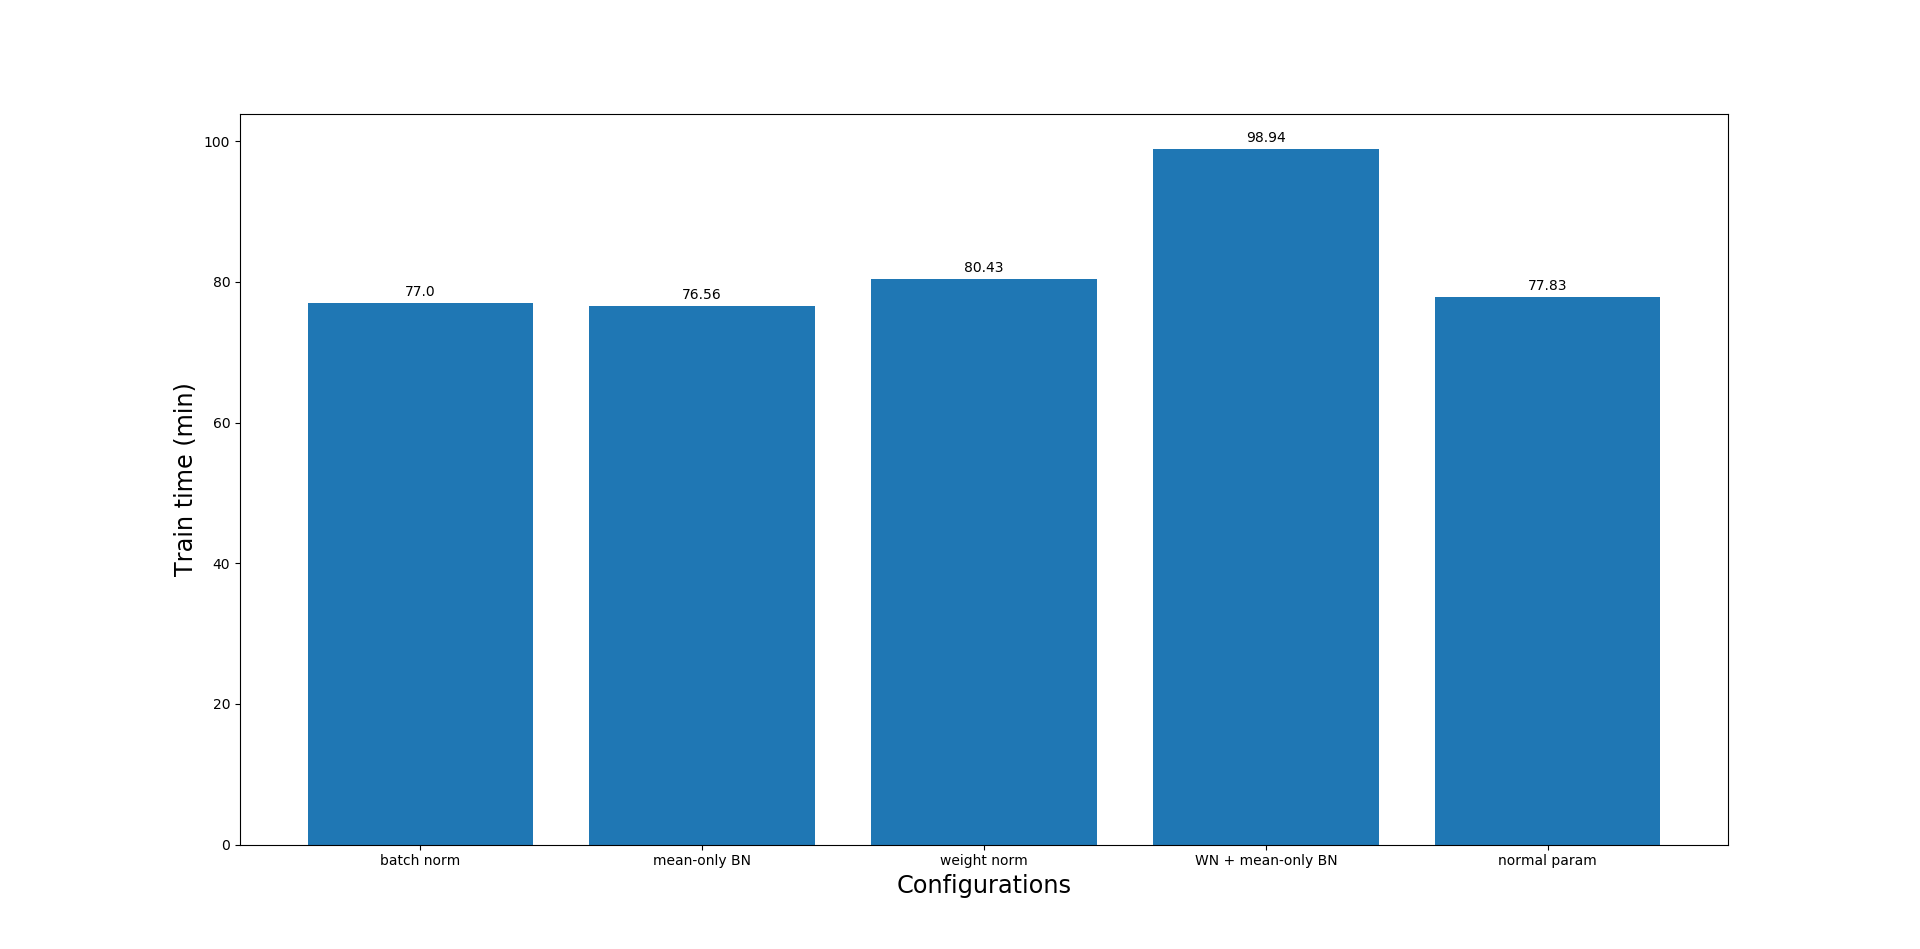 98.94
100
80.43
80
77.0
76.56
77.83
60
Train time (min)
40
20
0
batch norm
mean-only BN
weight norm
WN + mean-only BN
normal param
Configurations